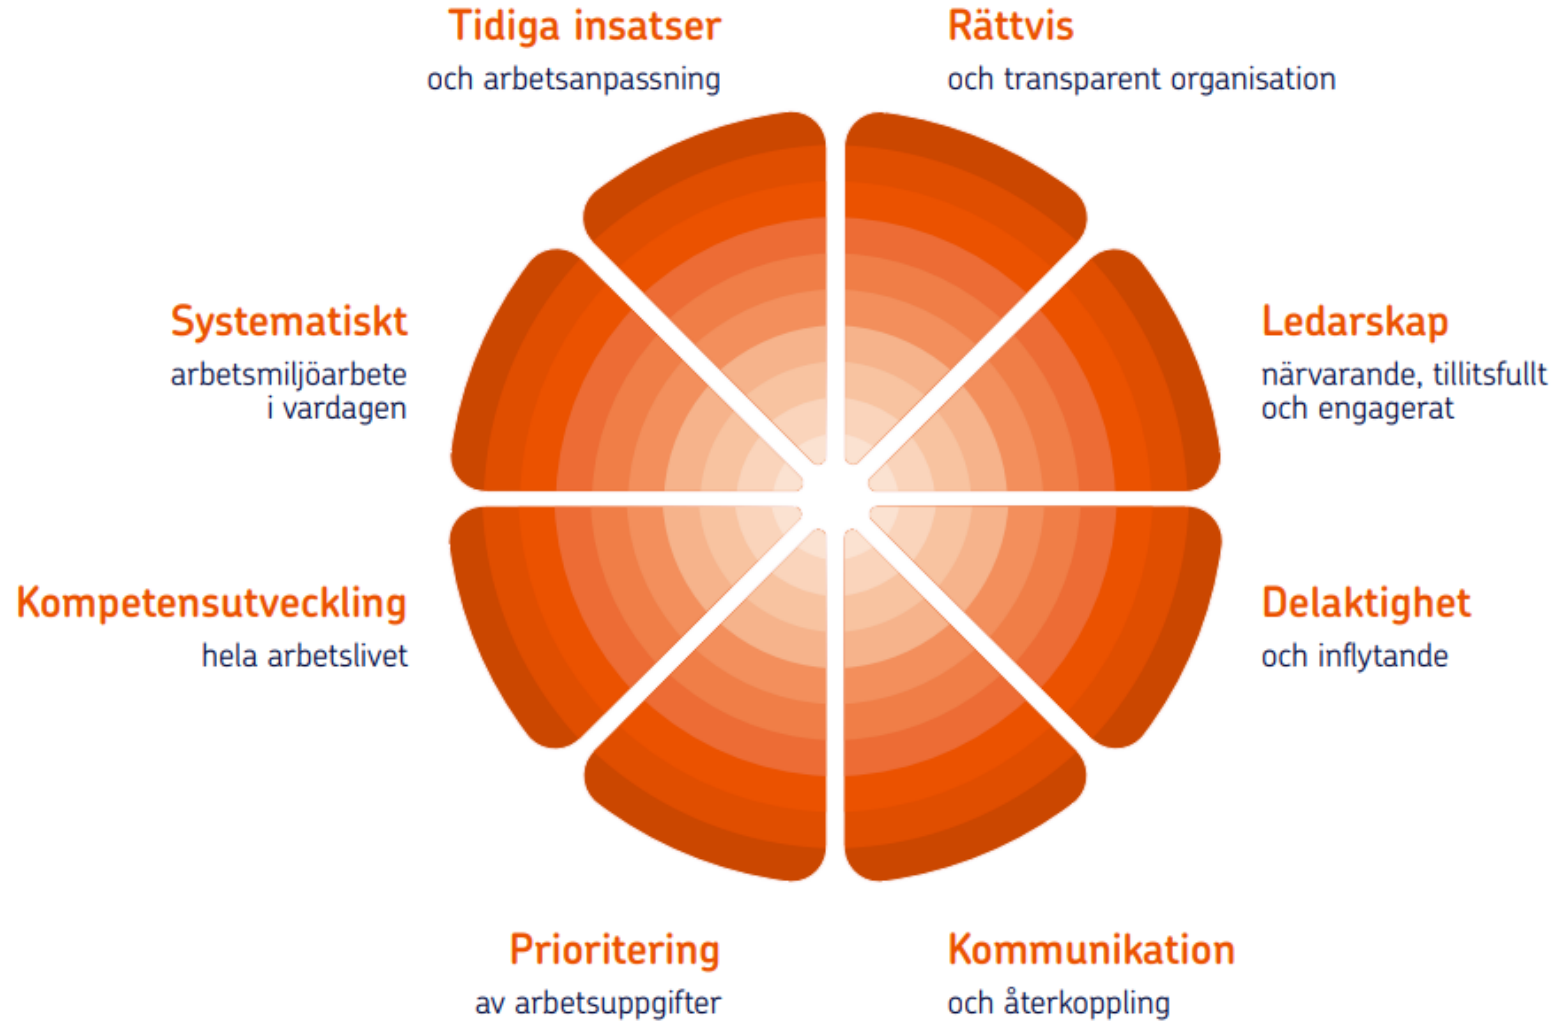 Tidiga insatser
och arbetsanpassning
Rättvis
och transparent organisation
Systematiskt
arbetsmiljöarbete
i vardagen
Ledarskap
närvarande, tillitsfullt
och engagerat
Kompetensutveckling
hela arbetslivet
Delaktighet
och inflytande
Prioritering
av arbetsuppgifter
Kommunikation
och återkoppling